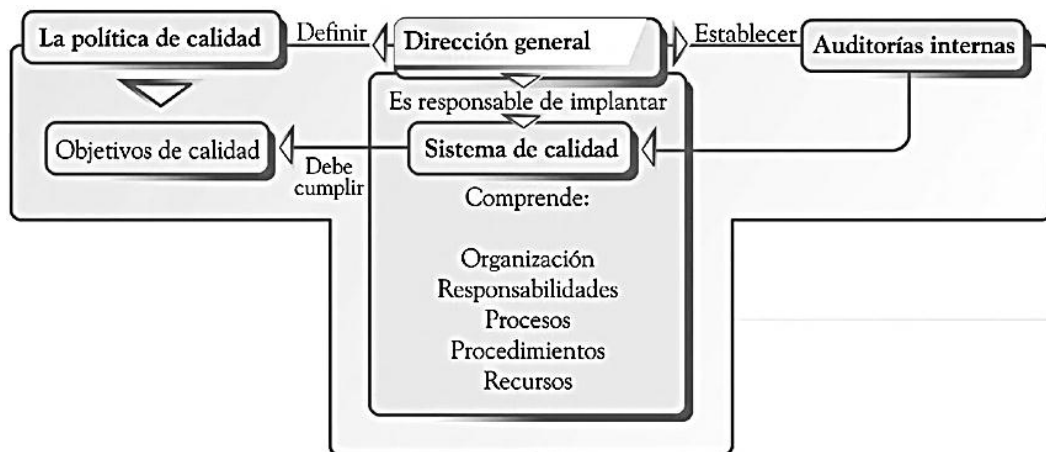 La política de calidad
Definir
Dirección general
Establecer
Auditorías internas
Es responsable de implantar
Objetivos de calidad
Debe
cumplir
Sistema de calidad
Comprende:
Organización
Responsabilidades
Procesos
Procedimientos
Recursos